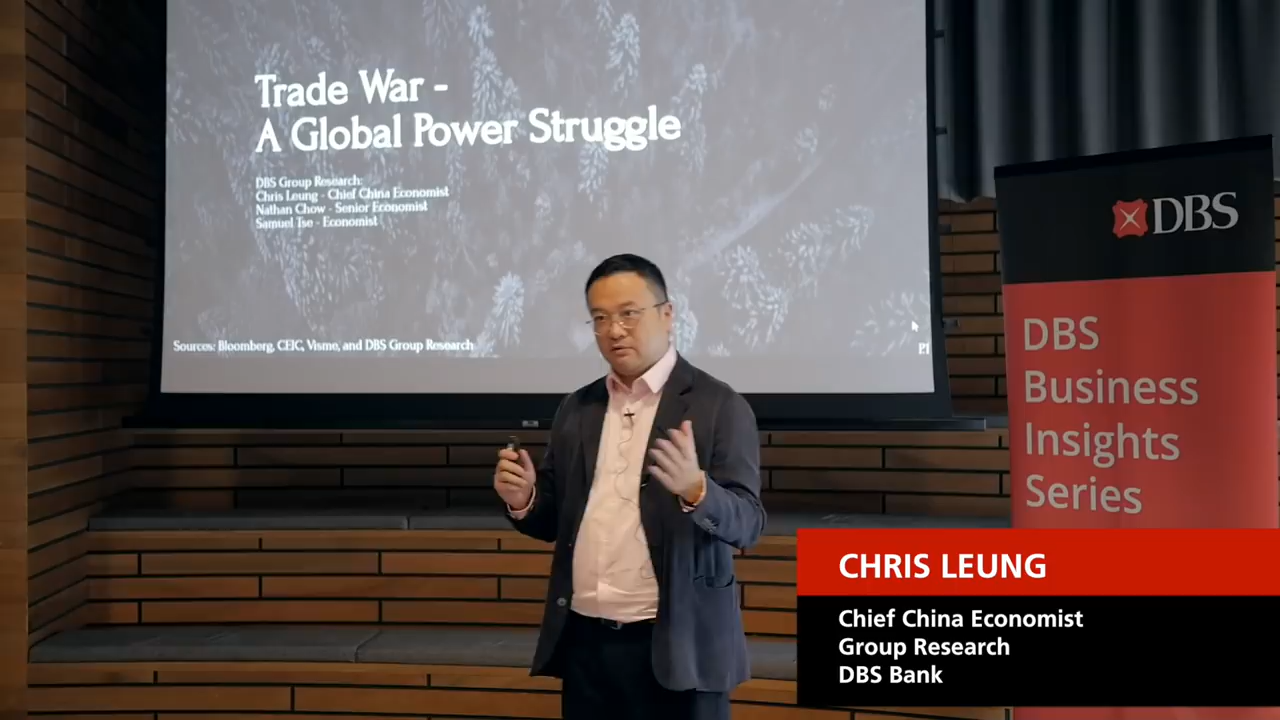 Trade War -
A Global Power Struggle
DBS Group Research:
Chris Leung - Chief China Economist
Nathan Chow - Senior Economist
Samuel Tse - Economist
Sources: Bloomberg, CEIC, Visme, and DBS Group Research
P.1
DBS
DBS
Business
Insights
Series
CHRIS LEUNG
Chief China Economist
Group Research
DBS Bank